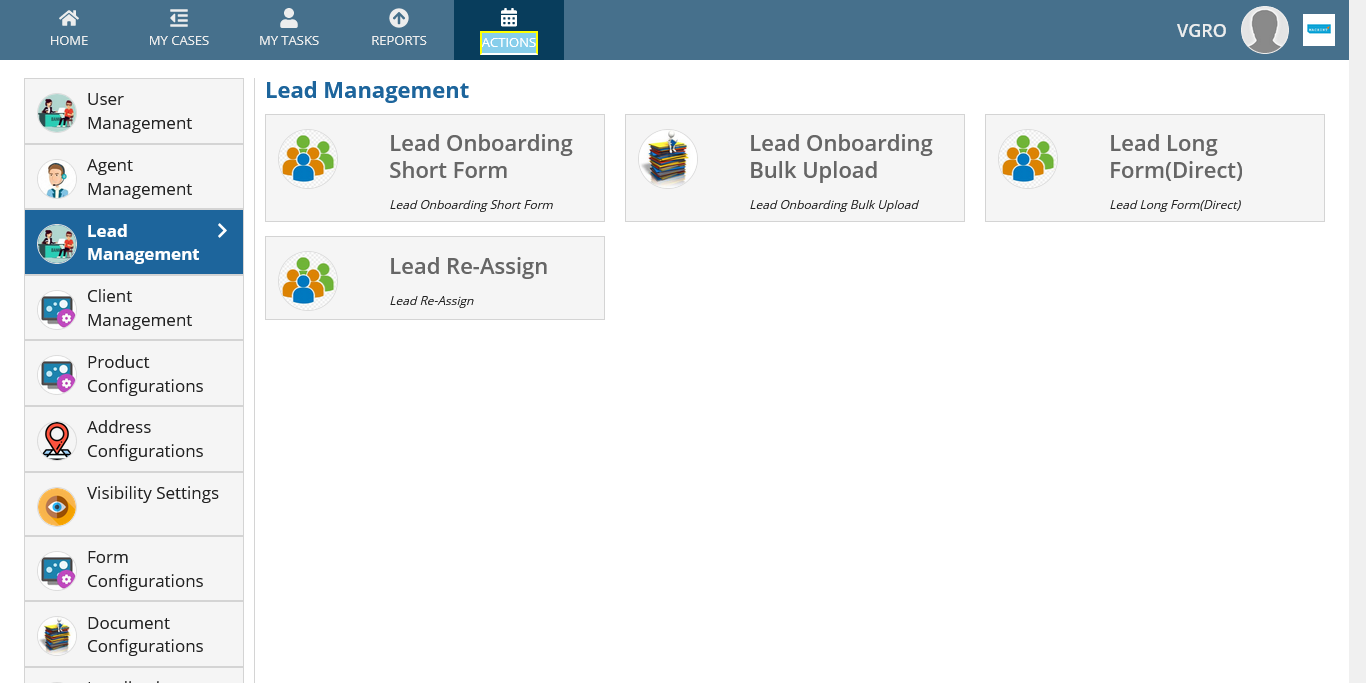 HOME
MY CASES
MY TASKS
REPORTS
ACTIONS
VGRO
User
Management
Agent
Management
Lead
Management
Client
Management
Product
Configurations
Address
Configurations
Visibility Settings
Form
Configurations
Document
Configurations
Lead Management
Lead Onboarding
Short Form
Lead Onboarding Short Form
Lead Onboarding
Bulk Upload
Lead Onboarding Bulk Upload
Lead Long
Form(Direct)
Lead Long Form(Direct)
Lead Re-Assign
Lead Re-Assign